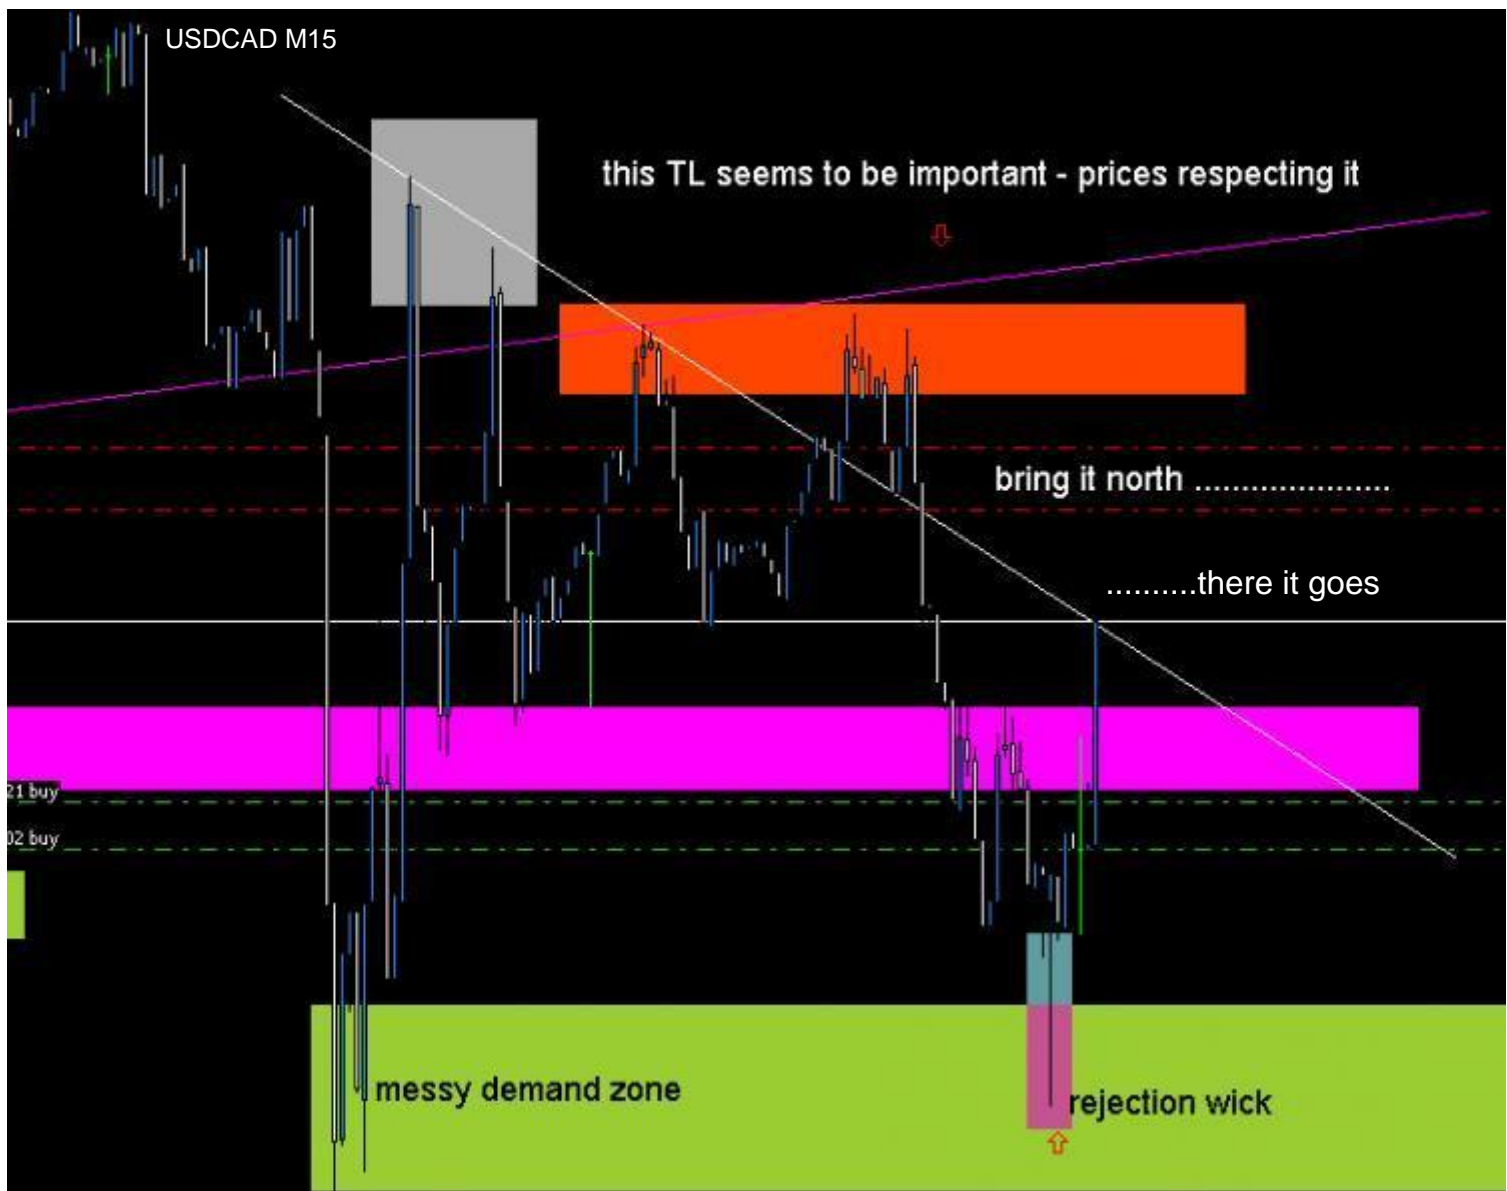 USDCAD M15
this TL seems to be important - prices respecting it
bring it north .....................
..........there it goes
21 buy
02 buy
messy demand zone
rejection wick